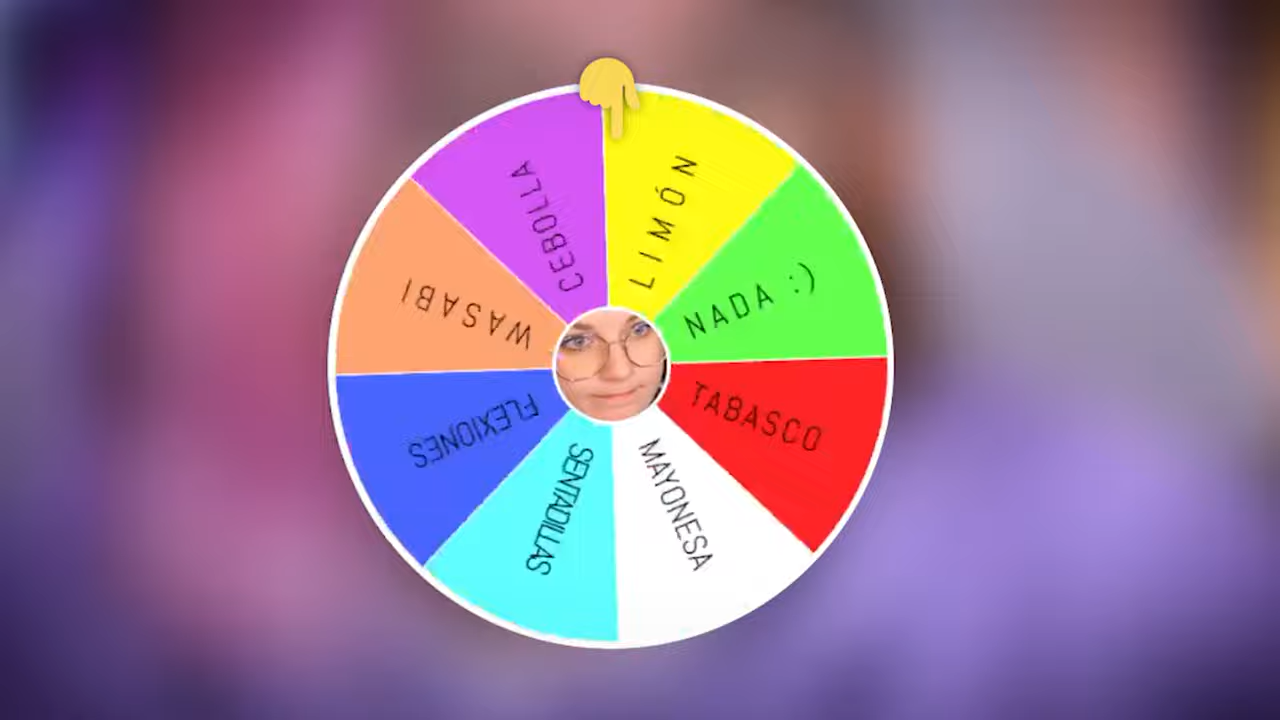 LIMÓN
NADA :)
TABASCO
MAYONESA
SENTADILLAS
FLEXIONES
WASABI
CEBOLLA